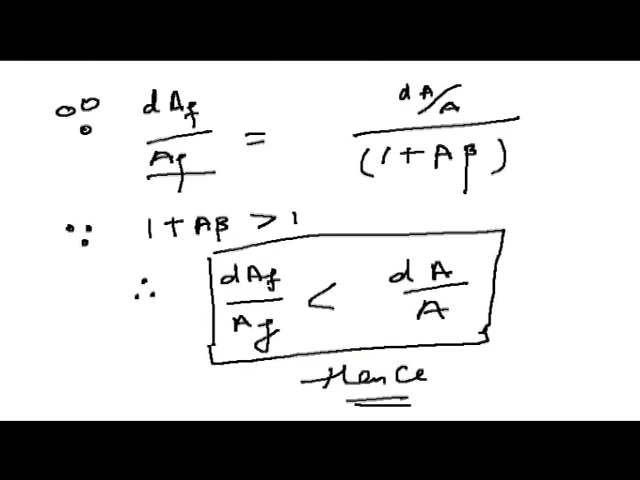 ∵ dAf/Af = dA/A/(1+Aβ)
∵ 1+Aβ > 1
∴ dAf/Af < dA/A
Hence